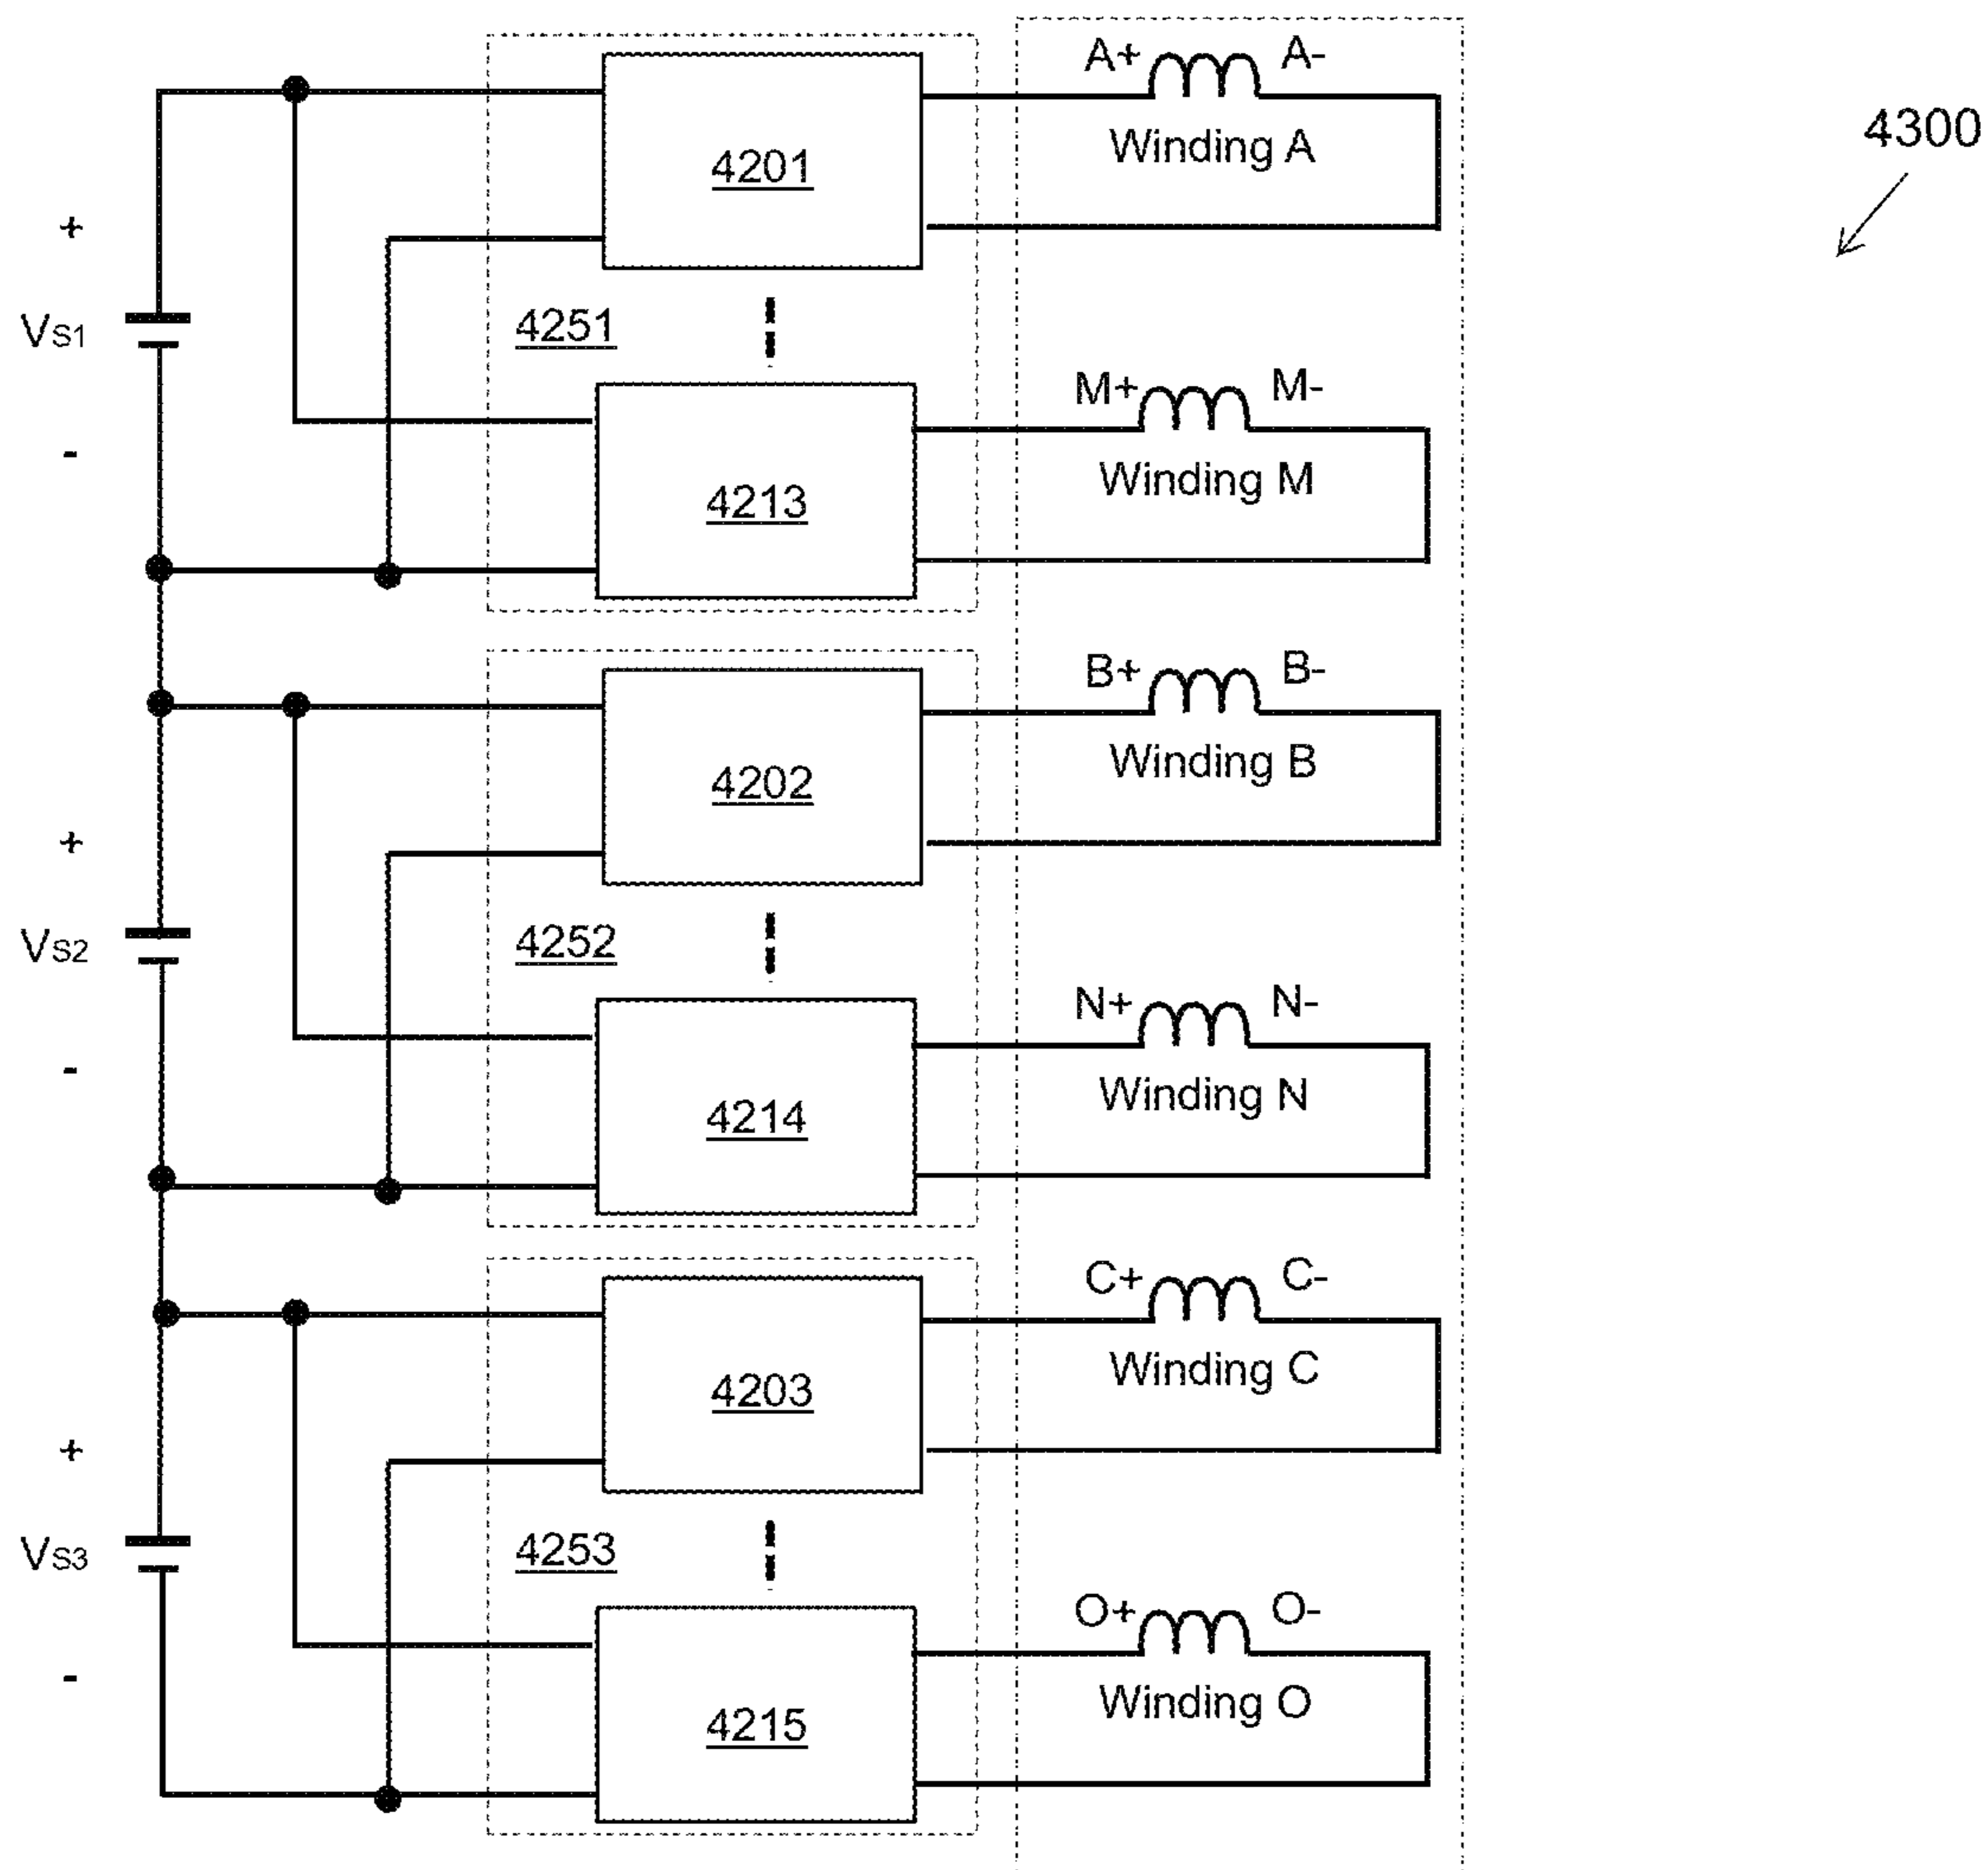 A+ A-
Winding A
4201
4300
+
VS1
-
4251
M+ M-
Winding M
4213
B+ B-
Winding B
4202
+
VS2
-
4252
N+ N-
Winding N
4214
C+ C-
Winding C
4203
+
VS3
-
4253
O+ O-
Winding O
4215